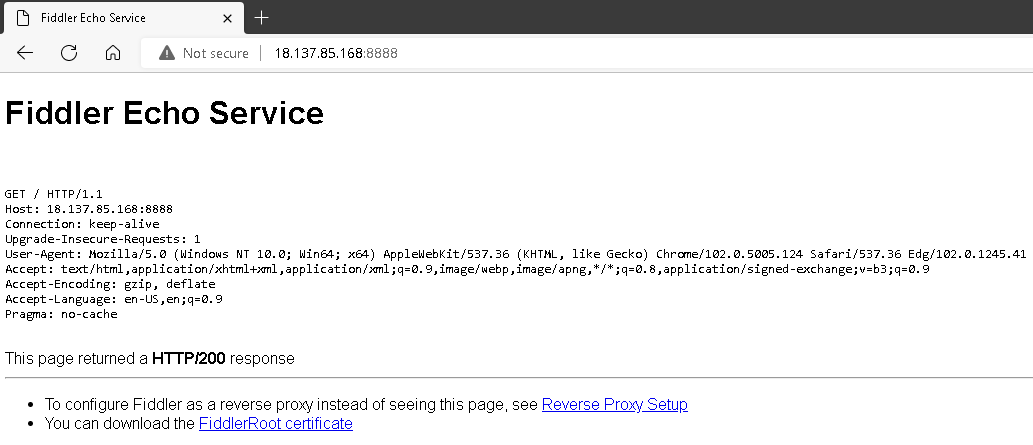 Fiddler Echo Service
Not secure | 18.137.85.168:8888
Fiddler Echo Service
GET / HTTP/1.1
Host: 18.137.85.168:8888
Connection: keep-alive
Upgrade-Insecure-Requests: 1
User-Agent: Mozilla/5.0 (Windows NT 10.0; Win64; x64) AppleWebKit/537.36 (KHTML, like Gecko) Chrome/102.0.5005.124 Safari/537.36 Edg/102.0.1245.41
Accept: text/html,application/xhtml+xml,application/xml;q=0.9,image/webp,image/apng,*/*;q=0.8,application/signed-exchange;v=b3;q=0.9
Accept-Encoding: gzip, deflate
Accept-Language: en-US,en;q=0.9
Pragma: no-cache
This page returned a HTTP/200 response
• To configure Fiddler as a reverse proxy instead of seeing this page, see Reverse Proxy Setup
• You can download the FiddlerRoot certificate